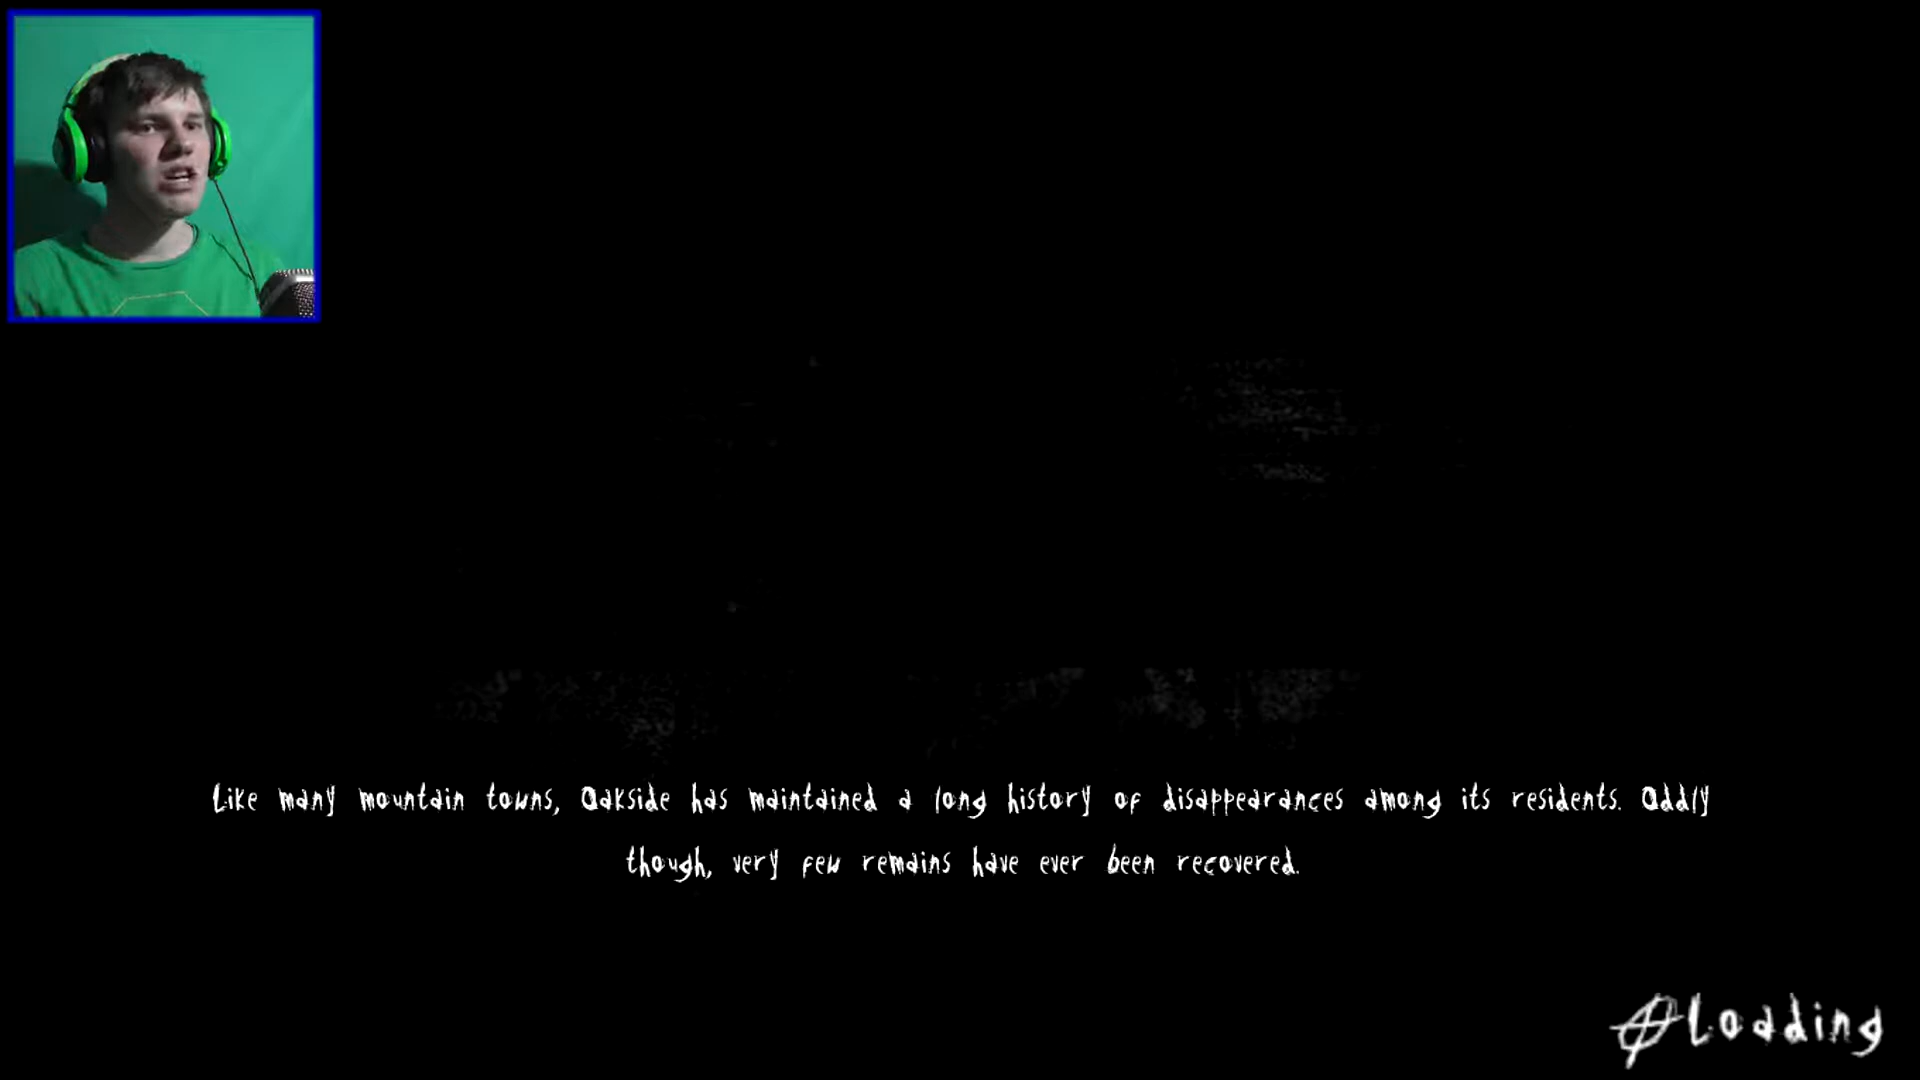 Like many mountain towns, Oakside has maintained a long history of disappearances among its residents. Oddly
though, very few remains have ever been recovered.
Loading